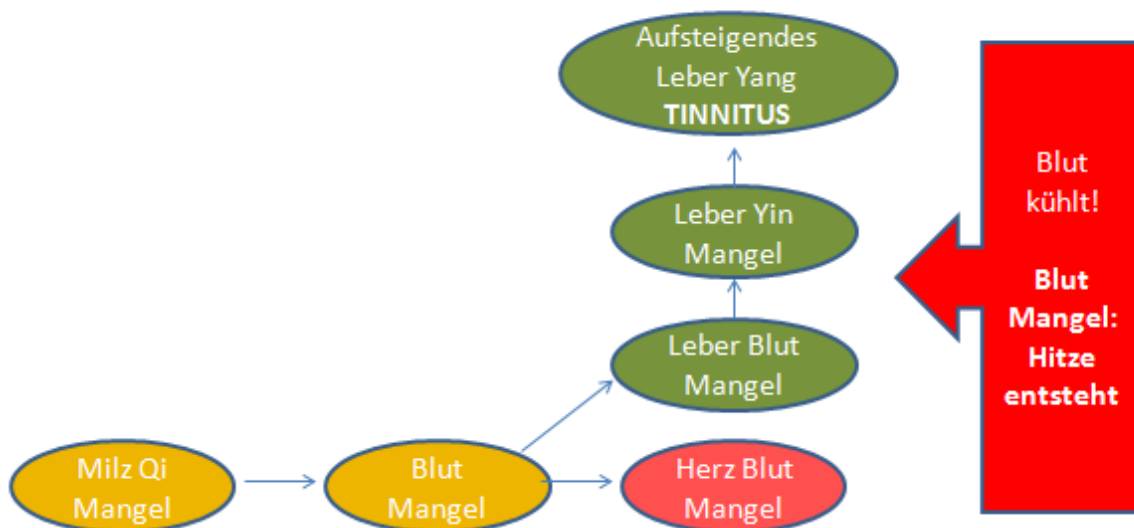 Aufsteigendes
Leber Yang
TINNITUS
Leber Yin
Mangel
Leber Blut
Mangel
Milz Qi
Mangel
Blut
Mangel
Herz Blut
Mangel
Blut
kühlt!
Blut
Mangel:
Hitze
entsteht